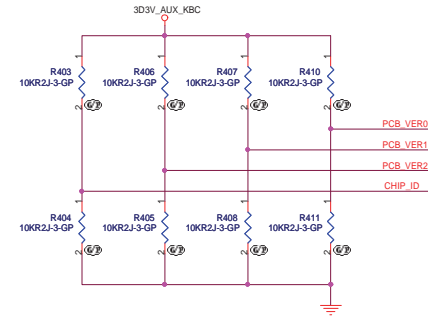 3D3V_AUX_KBC
1 1 1 1
R403 R406 R407 R410
10KR2J-3-GP 10KR2J-3-GP 10KR2J-3-GP 10KR2J-3-GP
2 2 2 2
PCB_VER0
PCB_VER1
PCB_VER2
CHIP_ID
1 1 1 1
R404 R405 R408 R411
10KR2J-3-GP 10KR2J-3-GP 10KR2J-3-GP 10KR2J-3-GP
2 2 2 2